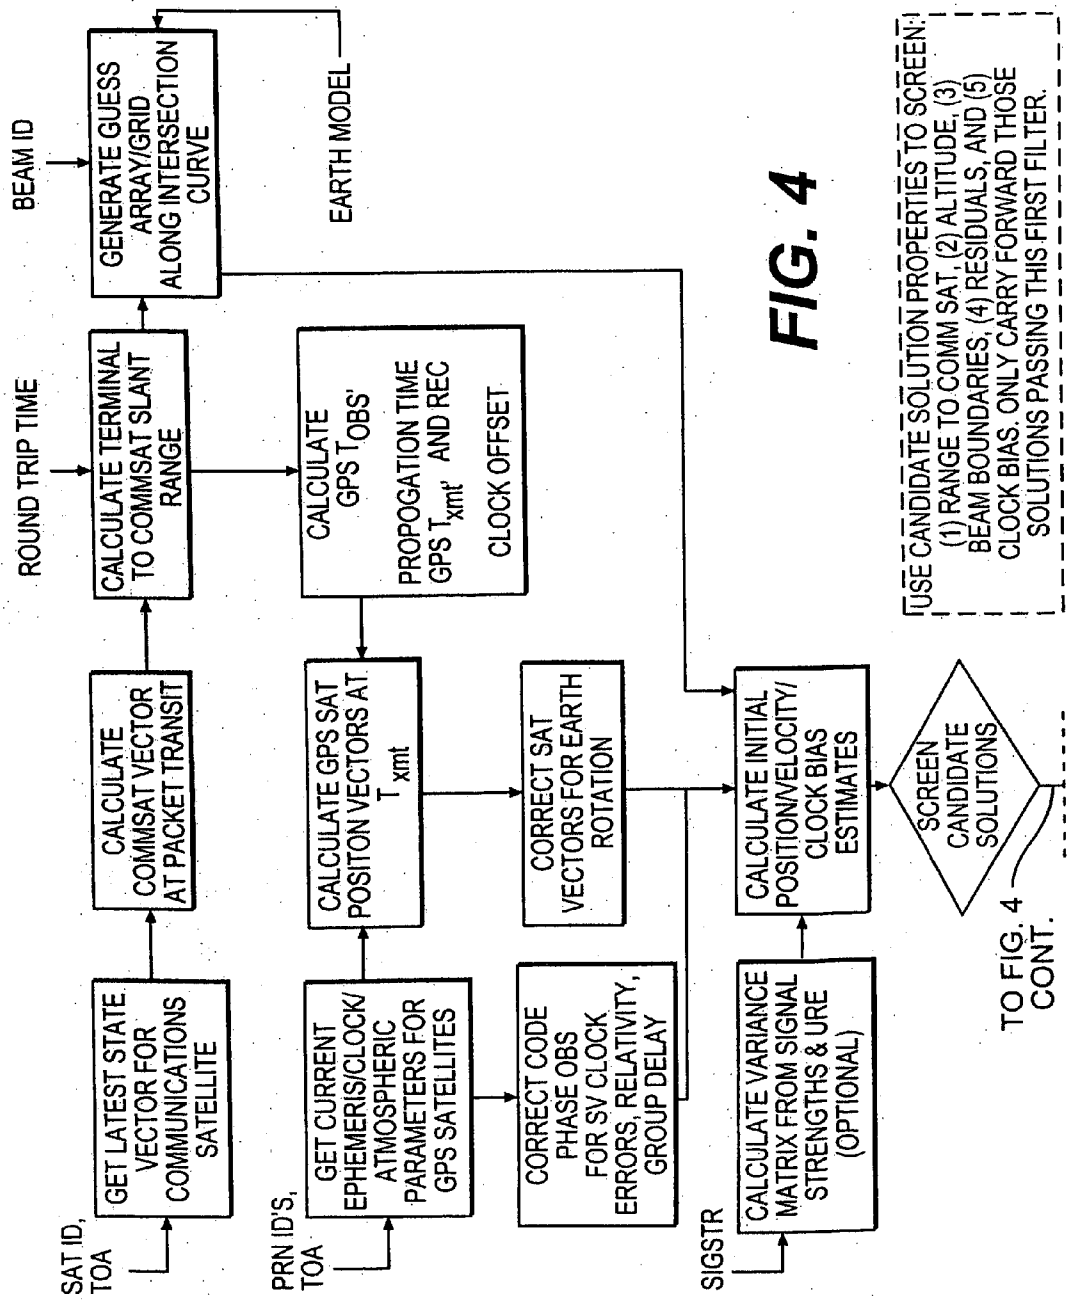 SAT ID,
TOA
GET LATEST STATE
VECTOR FOR
COMMUNICATIONS
SATELLITE
CALCULATE
COMMSAT VECTOR
AT PACKET TRANSIT
ROUND TRIP TIME
CALCULATE TERMINAL
TO COMMSAT SLANT
RANGE
BEAM ID
GENERATE GUESS
ARRAY/GRID
ALONG INTERSECTION
CURVE
EARTH MODEL
PRN ID'S,
TOA
GET CURRENT
EPHEMERIS/CLOCK/
ATMOSPHERIC
PARAMETERS FOR
GPS SATELLITES
CALCULATE GPS SAT
POSITON VECTORS AT
Txmt
CALCULATE
GPS TOBS'
PROPOGATION TIME
GPS Txmt' AND REC
CLOCK OFFSET
CORRECT CODE
PHASE OBS
FOR SV CLOCK
ERRORS, RELATIVITY,
GROUP DELAY
CORRECT SAT
VECTORS FOR EARTH
ROTATION
SIGSTR
CALCULATE VARIANCE
MATRIX FROM SIGNAL
STRENGTHS & URE
(OPTIONAL)
CALCULATE INITIAL
POSITION/VELOCITY/
CLOCK BIAS
ESTIMATES
FIG. 4
SCREEN
CANDIDATE
SOLUTIONS
USE CANDIDATE SOLUTION PROPERTIES TO SCREEN:
(1) RANGE TO COMM SAT, (2) ALTITUDE, (3)
BEAM BOUNDARIES, (4) RESIDUALS, AND (5)
CLOCK BIAS. ONLY CARRY FORWARD THOSE
SOLUTIONS PASSING THIS FIRST FILTER.
TO FIG. 4
CONT.